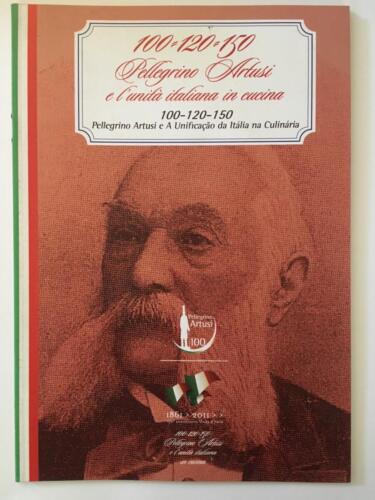 100-120-150
Pellegrino Artusi
e l'unità italiana in cucina
100-120-150
Pellegrino Artusi e A Unificação da Itália na Culinária
Pellegrino
Artusi
100
1861 > 2011 > >
100-120-150
Pellegrino Artusi
e l'unità italiana
in cucina